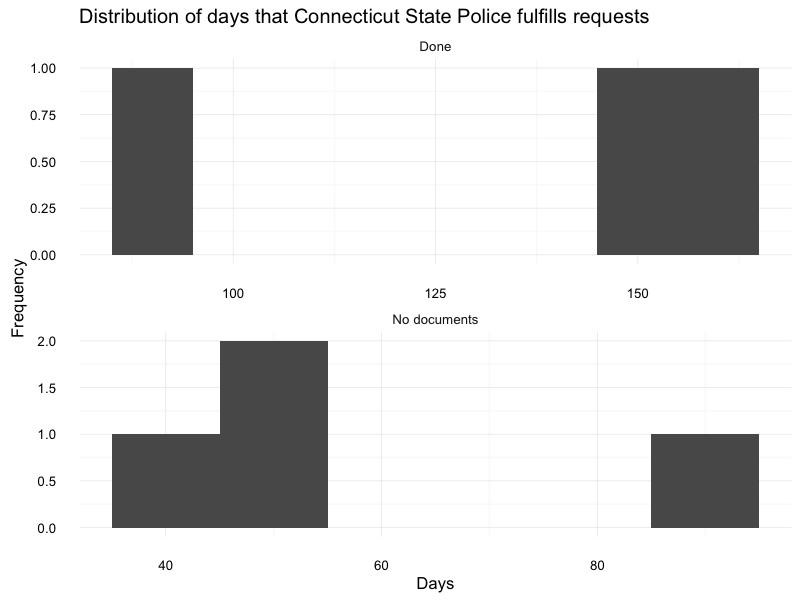 Distribution of days that Connecticut State Police fulfills requests
Done
1.00
0.75
0.50
0.25
0.00
100 125 150
Frequency
No documents
2.0
1.5
1.0
0.5
0.0
40 60 80
Days